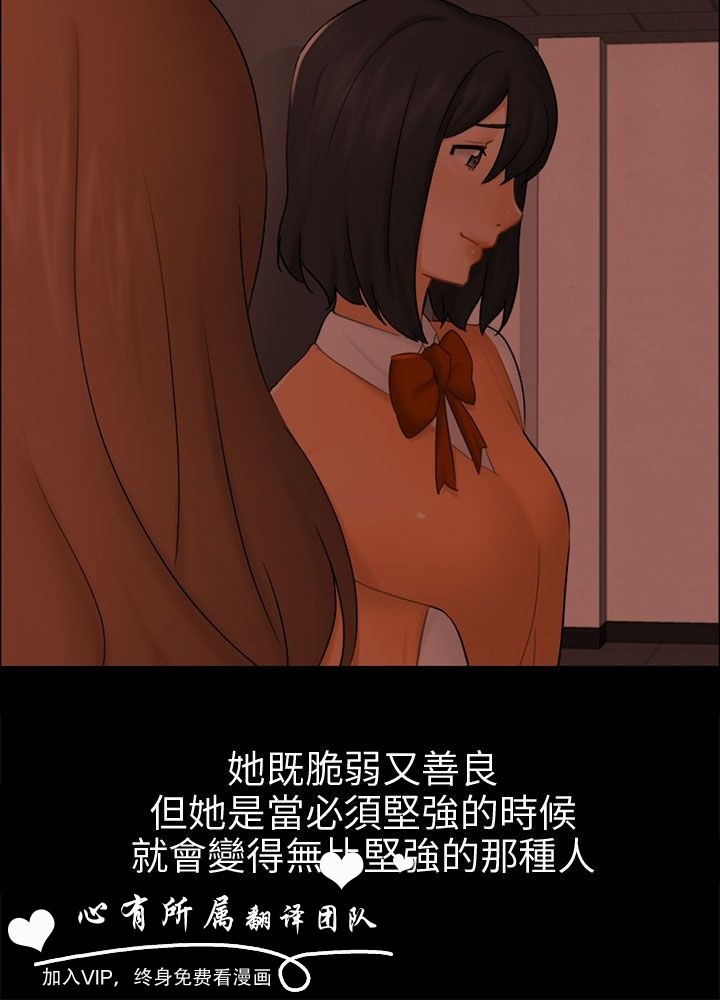 她既脆弱又善良
但她是當必須堅強的時候
就會變得無比堅強的那種人
心有所属翻译团队
加入VIP，终身免费看漫画